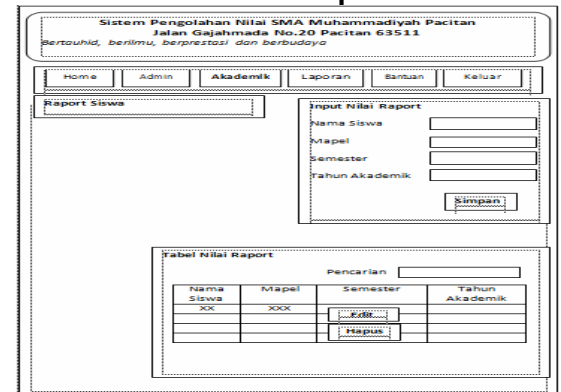 Sistem Pengolahan Nilai SMA Muhammadiyah Pacitan
Jalan Gajahmada No.20 Pacitan 63511
Bertauhid, berilmu, berprestasi dan berbudaya
Home Admin Akademik Laporan Bantuan Keluar
Raport Siswa
Input Nilai Raport
Nama Siswa
Mapel
Semester
Tahun Akademik
Simpan
Tabel Nilai Raport
Pencarian
Nama Siswa Mapel Semester Tahun Akademik
XX XXX
Edit
Hapus